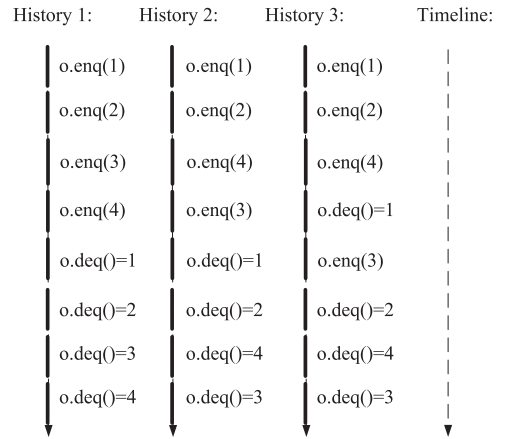 History 1: History 2: History 3: Timeline:
o.enq(1) o.enq(1) o.enq(1)
o.enq(2) o.enq(2) o.enq(2)
o.enq(3) o.enq(4) o.enq(4)
o.enq(4) o.enq(3) o.deq()=1
o.deq()=1 o.deq()=1 o.enq(3)
o.deq()=2 o.deq()=2 o.deq()=2
o.deq()=3 o.deq()=4 o.deq()=4
o.deq()=4 o.deq()=3 o.deq()=3